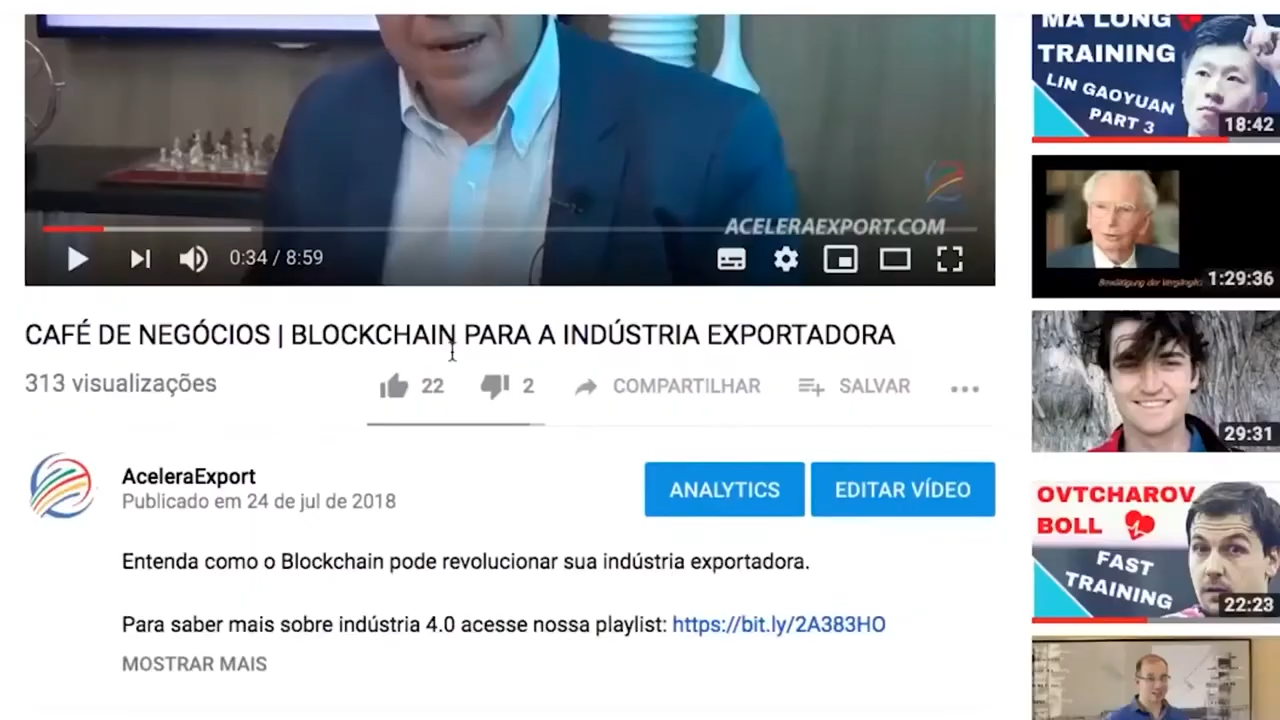 ACELERAEXPORT.COM
0:34 / 8:59
CAFÉ DE NEGÓCIOS | BLOCKCHAIN PARA A INDÚSTRIA EXPORTADORA
313 visualizações
22
2
COMPARTILHAR
SALVAR
AceleraExport
Publicado em 24 de jul de 2018
ANALYTICS
EDITAR VÍDEO
Entenda como o Blockchain pode revolucionar sua indústria exportadora.
Para saber mais sobre indústria 4.0 acesse nossa playlist: https://bit.ly/2A383HO
MOSTRAR MAIS
MA LONG
TRAINING
LIN GAOYUAN
PART 3
18:42
1:29:36
29:31
OVTCHAROV
BOLL
FAST
TRAINING
22:23